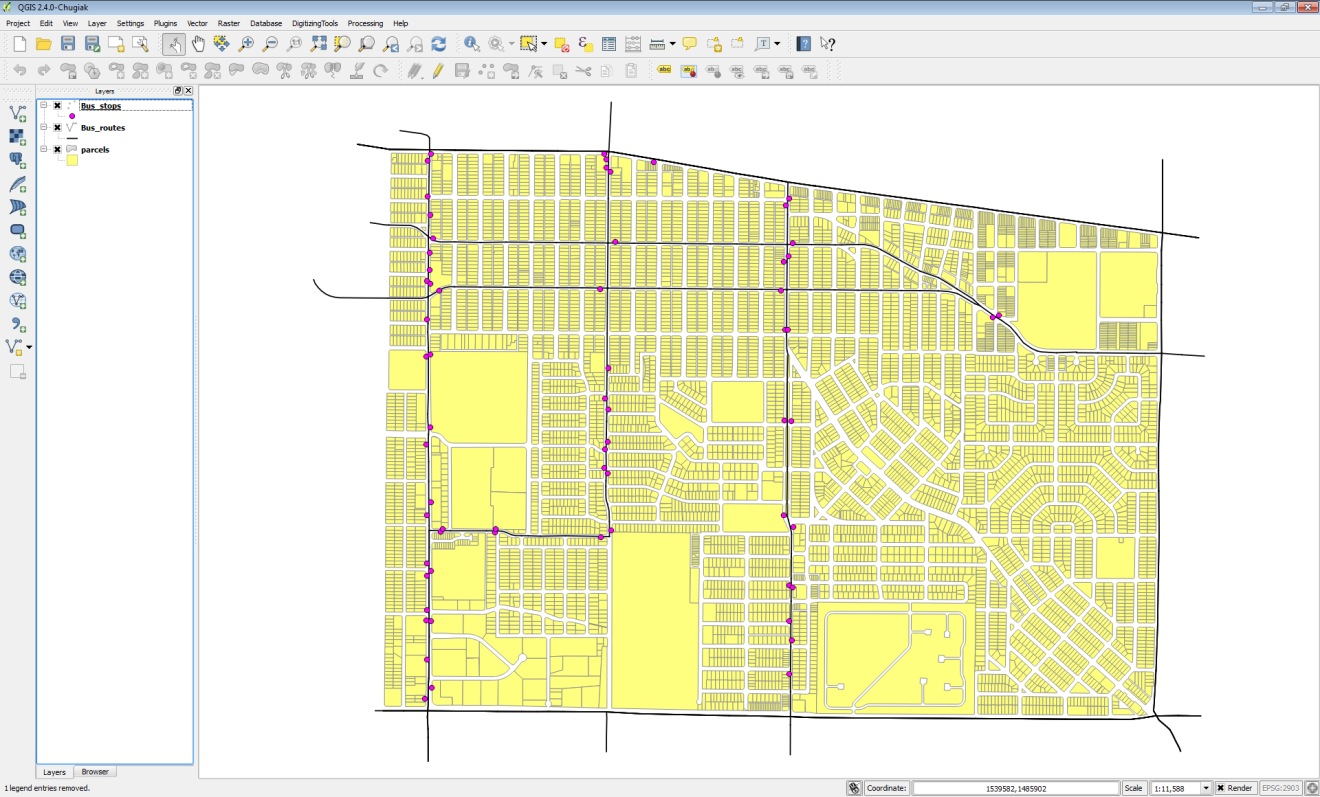 QGIS 2.4.0-Chugiak
Project Edit View Layer Settings Plugins Vector Raster Database DigitizingTools Processing Help
Layers
Bus_stops
Bus_routes
parcels
Layers Browser
1 legend entries removed.
Coordinate: 1539582,1485902 Scale 1:11,588 Render EPSG:2903